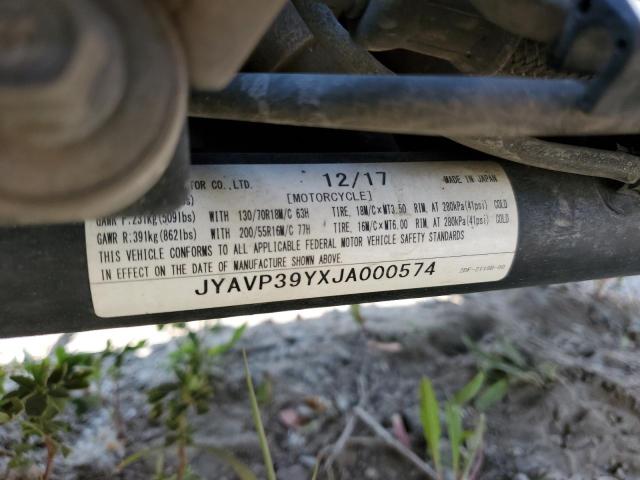 TOR CO.,LTD. 12/17 MADE IN JAPAN
[MOTORCYCLE]
GAWR F:231kg(509lbs) WITH 130/70R18M/C 63H TIRE, 18M/C×MT3.50 RIM, AT 280kPa(41psi) COLD
GAWR R:391kg(862lbs) WITH 200/55R16M/C 77H TIRE, 16M/C×MT6.00 RIM, AT 280kPa(41psi) COLD
THIS VEHICLE CONFORMS TO ALL APPLICABLE FEDERAL MOTOR VEHICLE SAFETY STANDARDS
IN EFFECT ON THE DATE OF MANUFACTURE SHOWN ABOVE.
JYAVP39YXJA000574